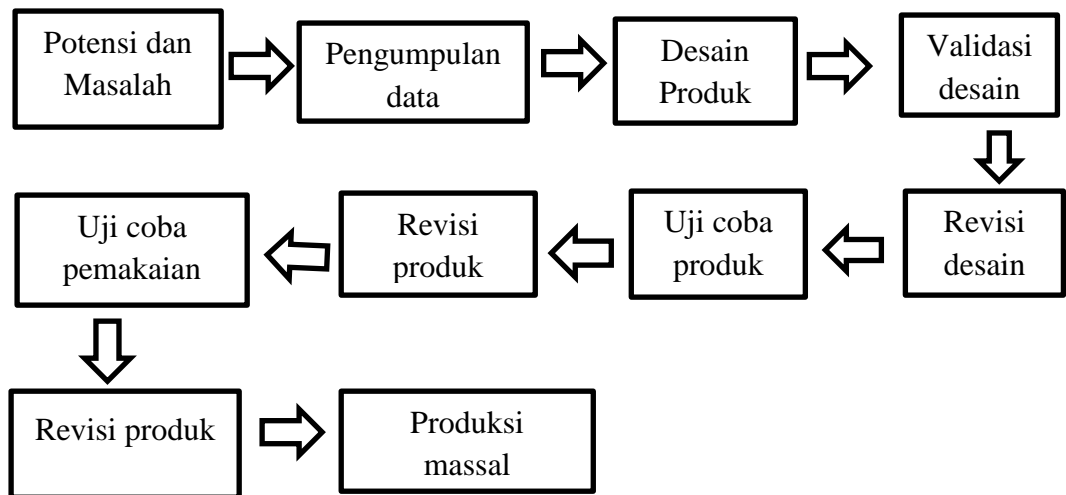 Potensi dan
Masalah
Pengumpulan
data
Desain
Produk
Validasi
desain
Revisi
desain
Uji coba
produk
Revisi
produk
Uji coba
pemakaian
Revisi produk
Produksi
massal